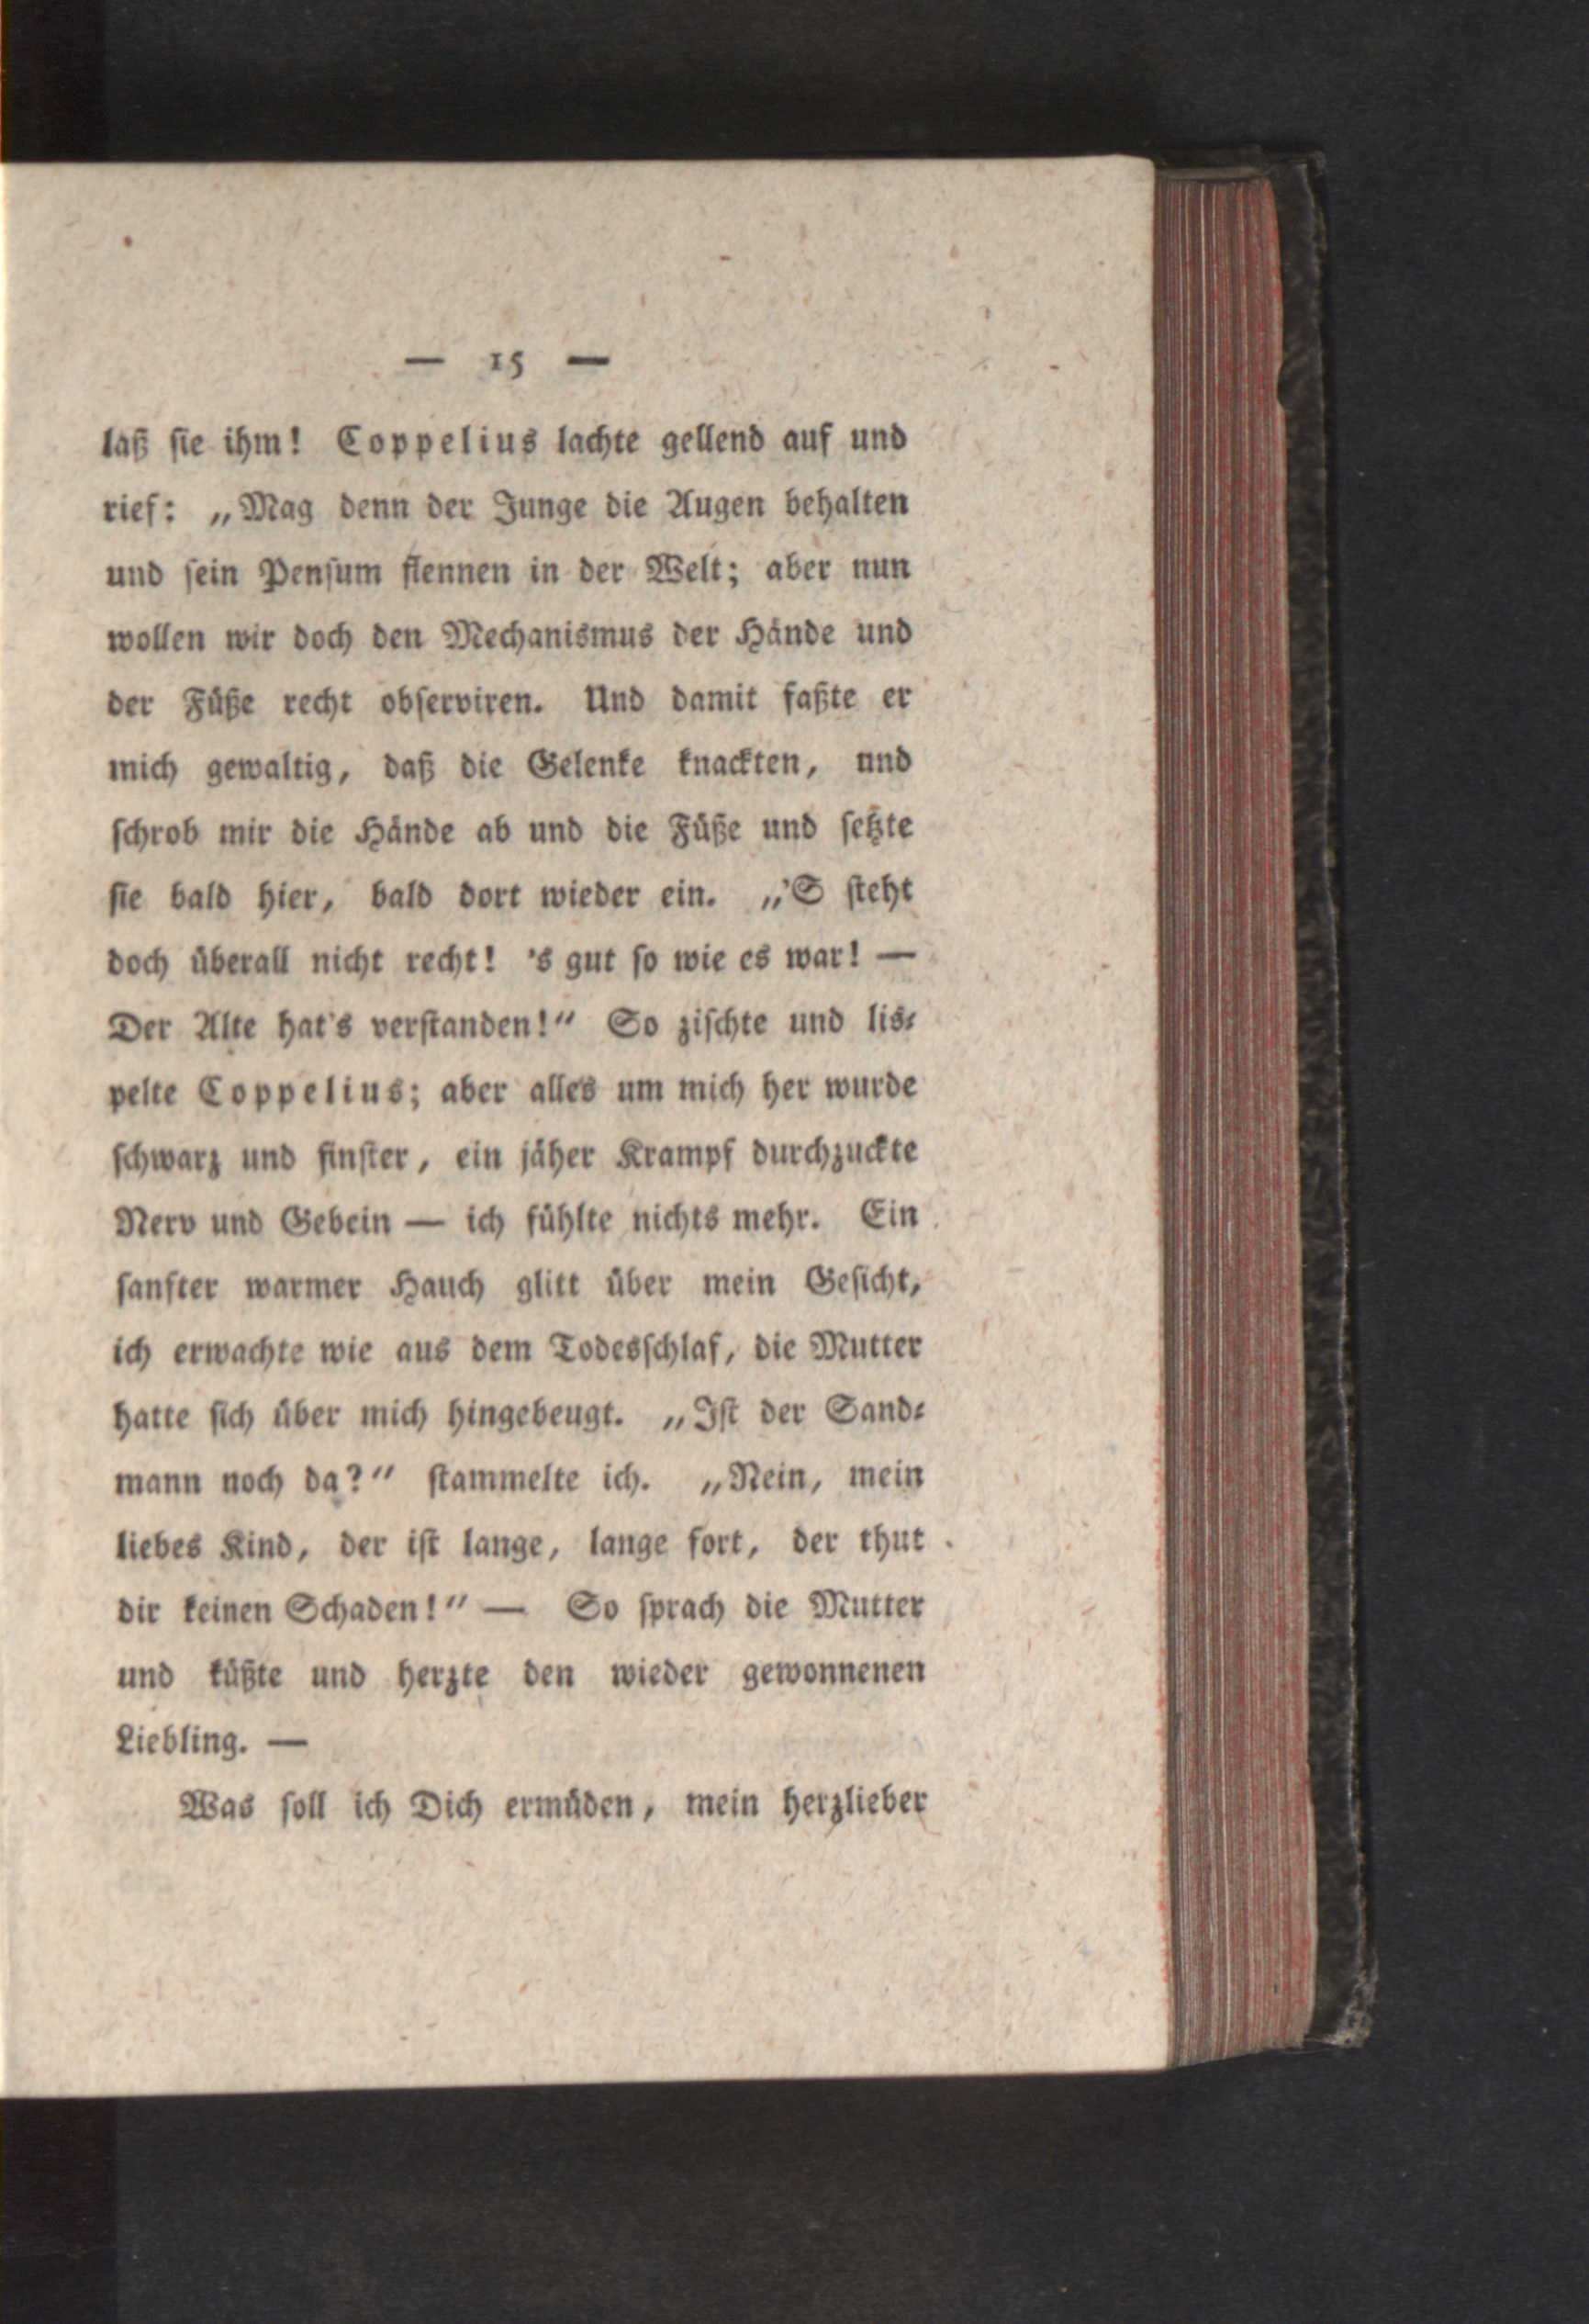 — 15 —
laß ſie ihm! Coppelius lachte gellend auf und
rief: „Mag denn der Junge die Augen behalten
und ſein Penſum flennen in der Welt; aber nun
wollen wir doch den Mechanismus der Hände und
der Füße recht obſerviren. Und damit faßte er
mich gewaltig, daß die Gelenke knackten, und
ſchrob mir die Hände ab und die Füße und ſetzte
ſie bald hier, bald dort wieder ein. „'S ſteht
doch überall nicht recht! 's gut ſo wie es war! —
Der Alte hat's verſtanden!“ So ziſchte und lis⸗
pelte Coppelius; aber alles um mich her wurde
ſchwarz und finſter, ein jäher Krampf durchzuckte
Nerv und Gebein — ich fühlte nichts mehr. Ein
ſanfter warmer Hauch glitt über mein Geſicht,
ich erwachte wie aus dem Todesſchlaf, die Mutter
hatte ſich über mich hingebeugt. „Iſt der Sand⸗
mann noch da?“ ſtammelte ich. „Nein, mein
liebes Kind, der iſt lange, lange fort, der thut
dir keinen Schaden!“ — So ſprach die Mutter
und küßte und herzte den wieder gewonnenen
Liebling. —
Was ſoll ich Dich ermüden, mein herzlieber